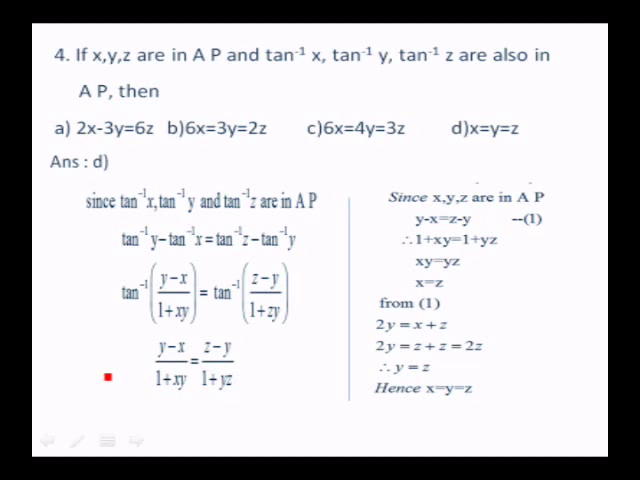 4. If x,y,z are in A P and tan⁻¹ x, tan⁻¹ y, tan⁻¹ z are also in
A P, then
a) 2x-3y=6z b)6x=3y=2z c)6x=4y=3z d)x=y=z
Ans : d)
since tan⁻¹x,tan⁻¹y and tan⁻¹z are in A P
tan⁻¹y−tan⁻¹x=tan⁻¹z−tan⁻¹y
tan⁻¹((y−x)/(1+xy)) = tan⁻¹((z−y)/(1+zy))
(y−x)/(1+xy) = (z−y)/(1+yz)
Since x,y,z are in A P
y-x=z-y --(1)
∴1+xy=1+yz
xy=yz
x=z
from (1)
2y = x + z
2y = z + z = 2z
∴ y = z
Hence x=y=z